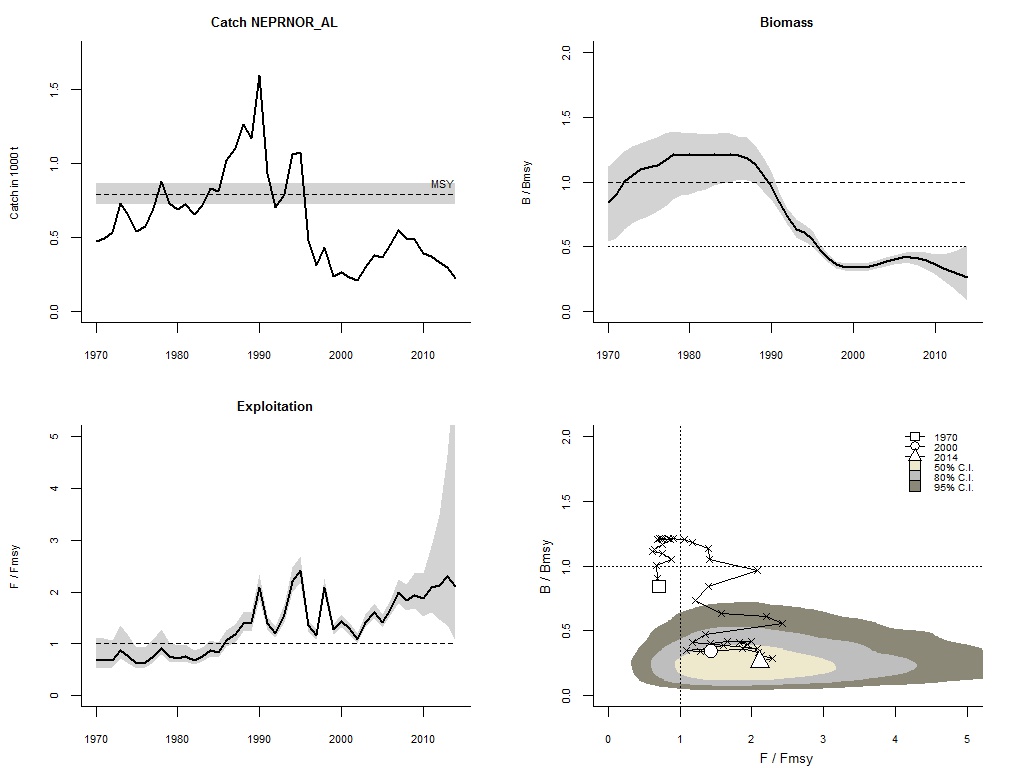 Catch NEPRNOR_AL
Catch in 1000 t
0.0 0.5 1.0 1.5
MSY
1970 1980 1990 2000 2010
Biomass
B / Bmsy
0.0 0.5 1.0 1.5 2.0
1970 1980 1990 2000 2010
Exploitation
F / Fmsy
0 1 2 3 4 5
1970 1980 1990 2000 2010
B / Bmsy
0.0 0.5 1.0 1.5 2.0
1970
2000
2014
50% C.I.
80% C.I.
95% C.I.
0 1 2 3 4 5
F / Fmsy